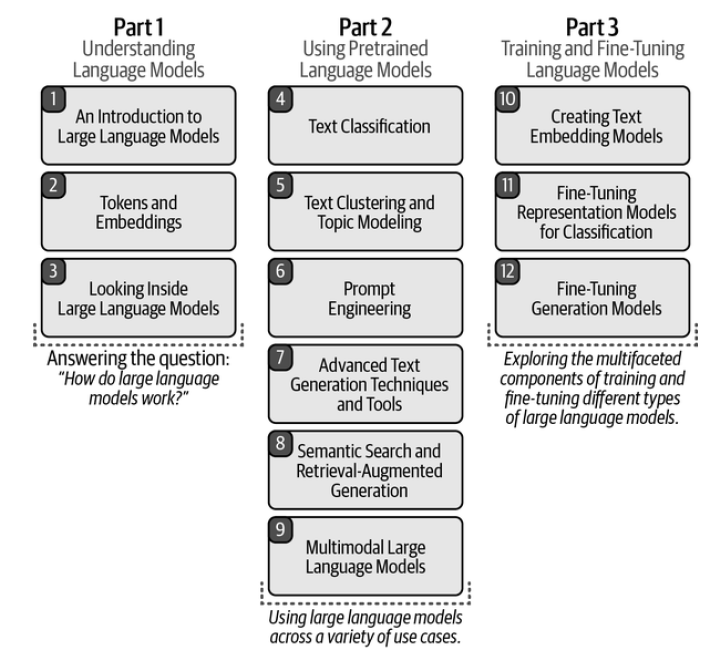 Part 1
Understanding
Language Models
1
An Introduction to
Large Language Models
2
Tokens and
Embeddings
3
Looking Inside
Large Language Models
Answering the question:
“How do large language
models work?”
Part 2
Using Pretrained
Language Models
4
Text Classification
5
Text Clustering and
Topic Modeling
6
Prompt
Engineering
7
Advanced Text
Generation Techniques
and Tools
8
Semantic Search and
Retrieval-Augmented
Generation
9
Multimodal Large
Language Models
Using large language models
across a variety of use cases.
Part 3
Training and Fine-Tuning
Language Models
10
Creating Text
Embedding Models
11
Fine-Tuning
Representation Models
for Classification
12
Fine-Tuning
Generation Models
Exploring the multifaceted
components of training and
fine-tuning different types
of large language models.